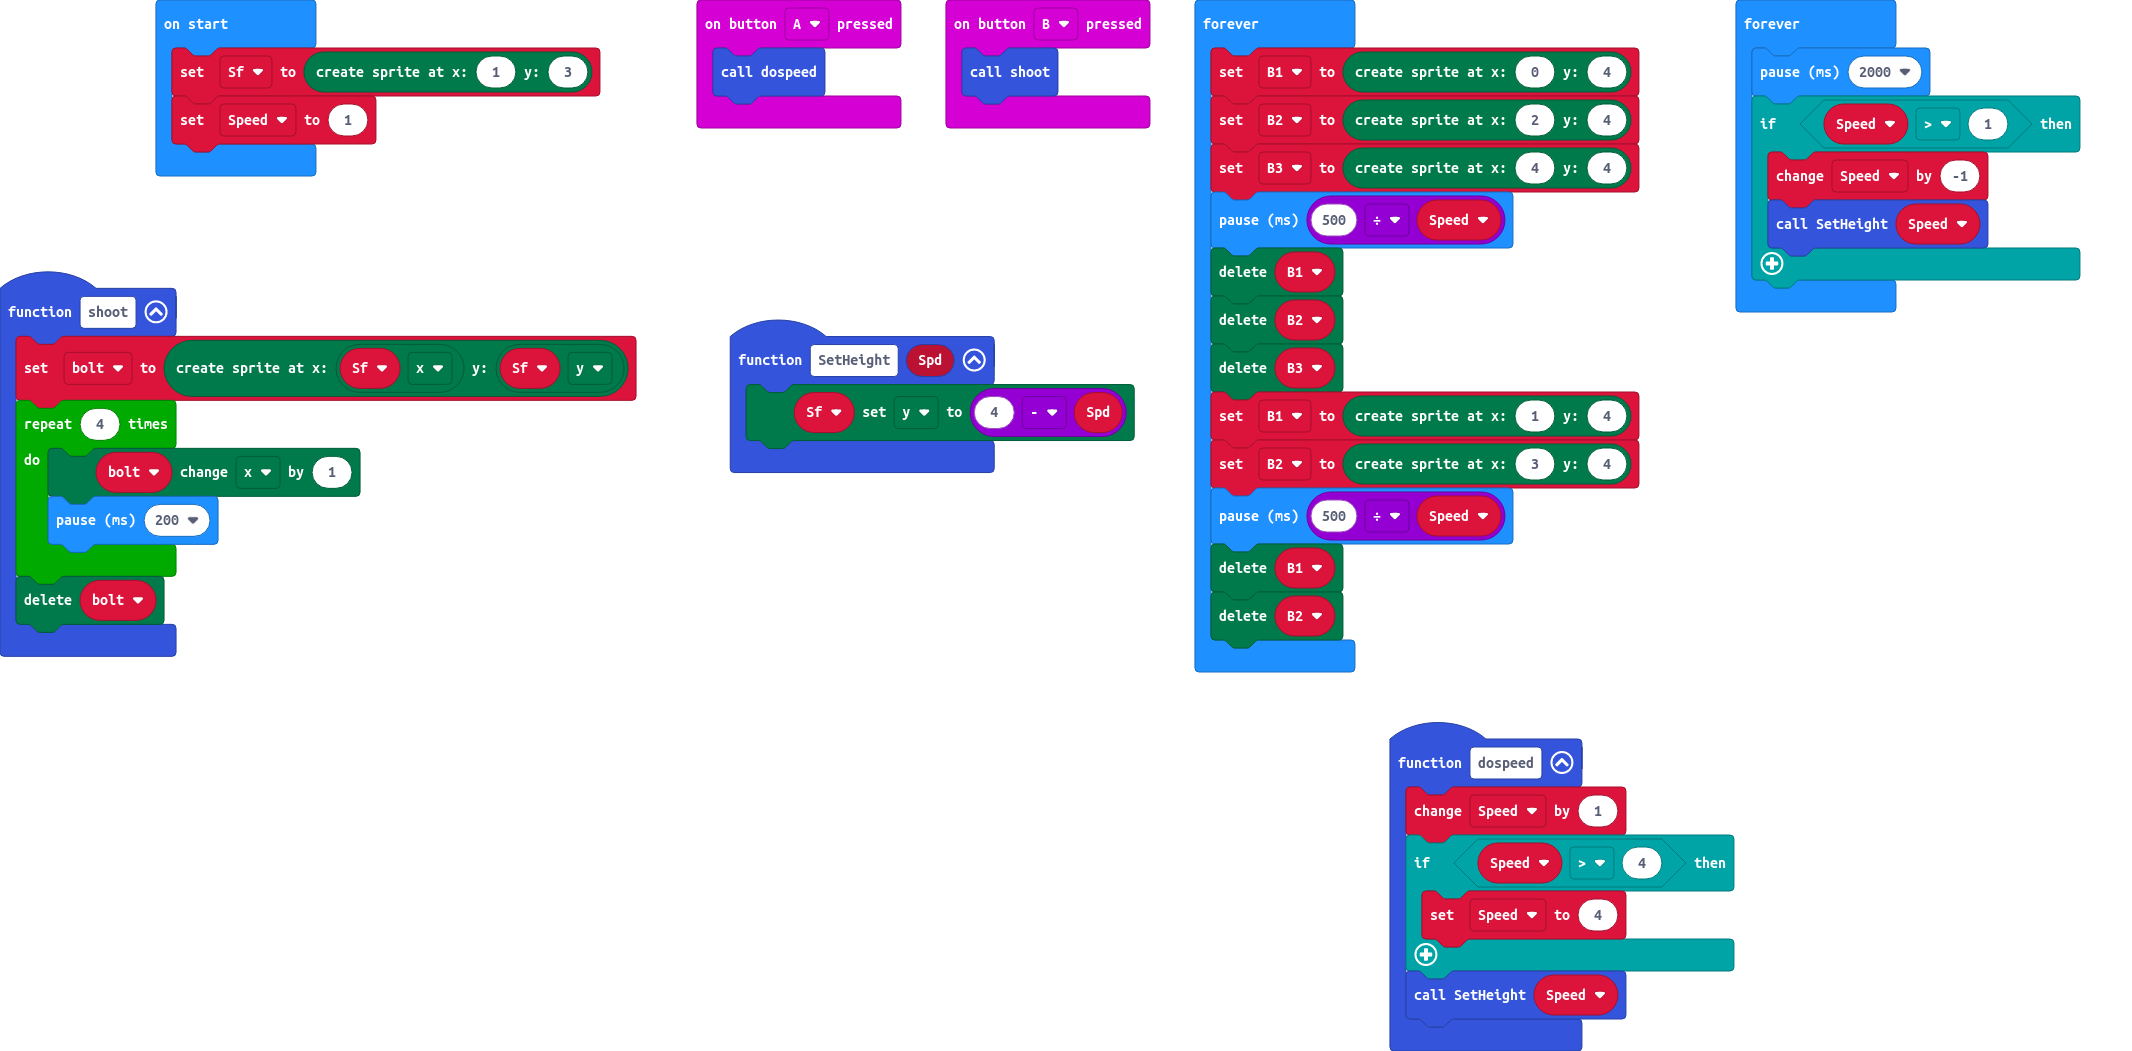 on start
set Sf to create sprite at x: 1 y: 3
set Speed to 1
on button A pressed
call dospeed
on button B pressed
call shoot
forever
set B1 to create sprite at x: 0 y: 4
set B2 to create sprite at x: 2 y: 4
set B3 to create sprite at x: 4 y: 4
pause (ms) 500 ÷ Speed
delete B1
delete B2
delete B3
set B1 to create sprite at x: 1 y: 4
set B2 to create sprite at x: 3 y: 4
pause (ms) 500 ÷ Speed
delete B1
delete B2
forever
pause (ms) 2000
if Speed > 1 then
change Speed by -1
call SetHeight Speed
function shoot
set bolt to create sprite at x: Sf x y: Sf y
repeat 4 times
do
bolt change x by 1
pause (ms) 200
delete bolt
function SetHeight Spd
Sf set y to 4 - Spd
function dospeed
change Speed by 1
if Speed > 4 then
set Speed to 4
call SetHeight Speed